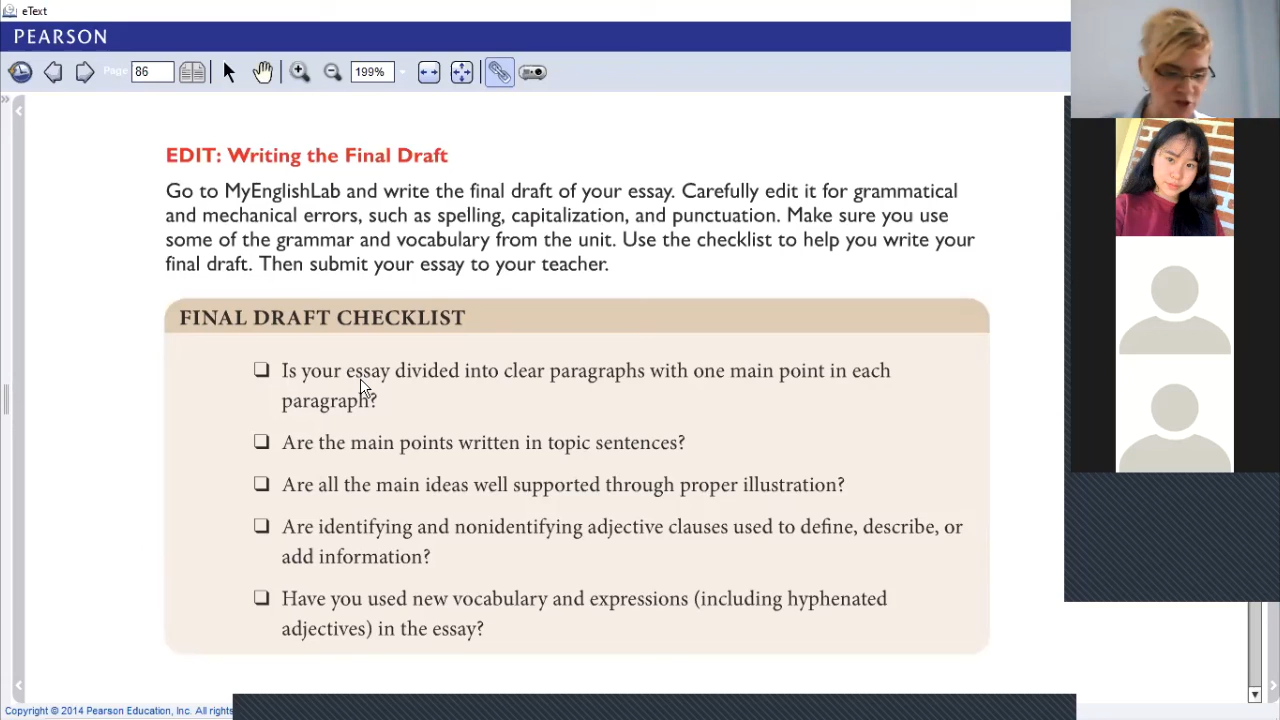 eText
PEARSON
Page 86 199%
EDIT: Writing the Final Draft
Go to MyEnglishLab and write the final draft of your essay. Carefully edit it for grammatical
and mechanical errors, such as spelling, capitalization, and punctuation. Make sure you use
some of the grammar and vocabulary from the unit. Use the checklist to help you write your
final draft. Then submit your essay to your teacher.
FINAL DRAFT CHECKLIST
❑ Is your essay divided into clear paragraphs with one main point in each
paragraph?
❑ Are the main points written in topic sentences?
❑ Are all the main ideas well supported through proper illustration?
❑ Are identifying and nonidentifying adjective clauses used to define, describe, or
add information?
❑ Have you used new vocabulary and expressions (including hyphenated
adjectives) in the essay?
Copyright © 2014 Pearson Education, Inc. All rights